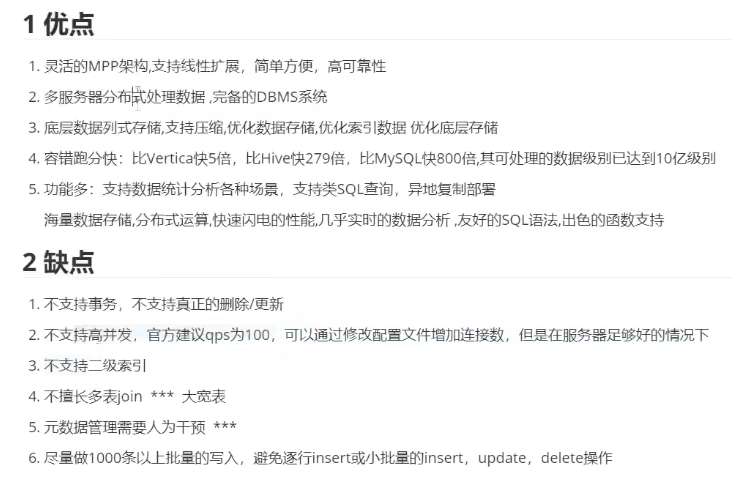 1 优点
1. 灵活的MPP架构,支持线性扩展，简单方便，高可靠性
2. 多服务器分布式处理数据 ,完备的DBMS系统
3. 底层数据列式存储,支持压缩,优化数据存储,优化索引数据 优化底层存储
4. 容错跑分快：比Vertica快5倍，比Hive快279倍，比MySQL快800倍,其可处理的数据级别已达到10亿级别
5. 功能多：支持数据统计分析各种场景，支持类SQL查询，异地复制部署
海量数据存储,分布式运算,快速闪电的性能,几乎实时的数据分析 ,友好的SQL语法,出色的函数支持
2 缺点
1. 不支持事务，不支持真正的删除/更新
2. 不支持高并发，官方建议qps为100，可以通过修改配置文件增加连接数，但是在服务器足够好的情况下
3. 不支持二级索引
4. 不擅长多表join *** 大宽表
5. 元数据管理需要人为干预 ***
6. 尽量做1000条以上批量的写入，避免逐行insert或小批量的insert，update，delete操作